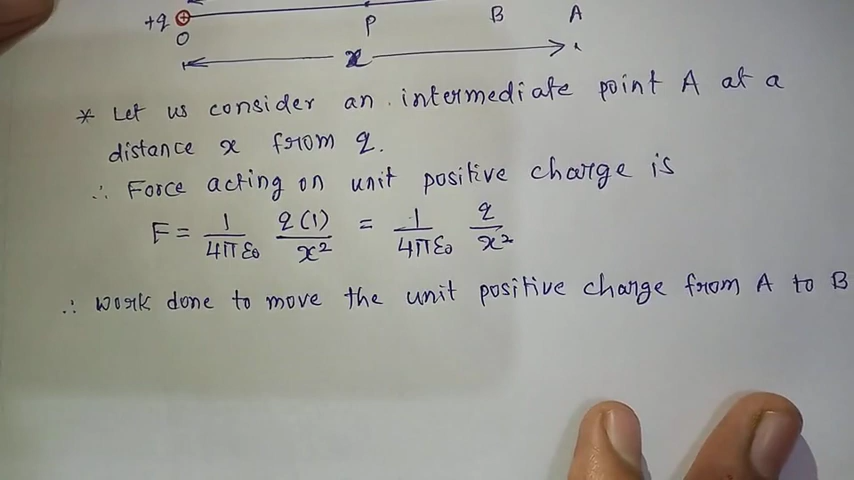 +q
O P B A
x
* Let us consider an intermediate point A at a
distance x from q.
∴ Force acting on unit positive charge is
F = 1/4πε₀ q(1)/x² = 1/4πε₀ q/x²
∴ work done to move the unit positive charge from A to B